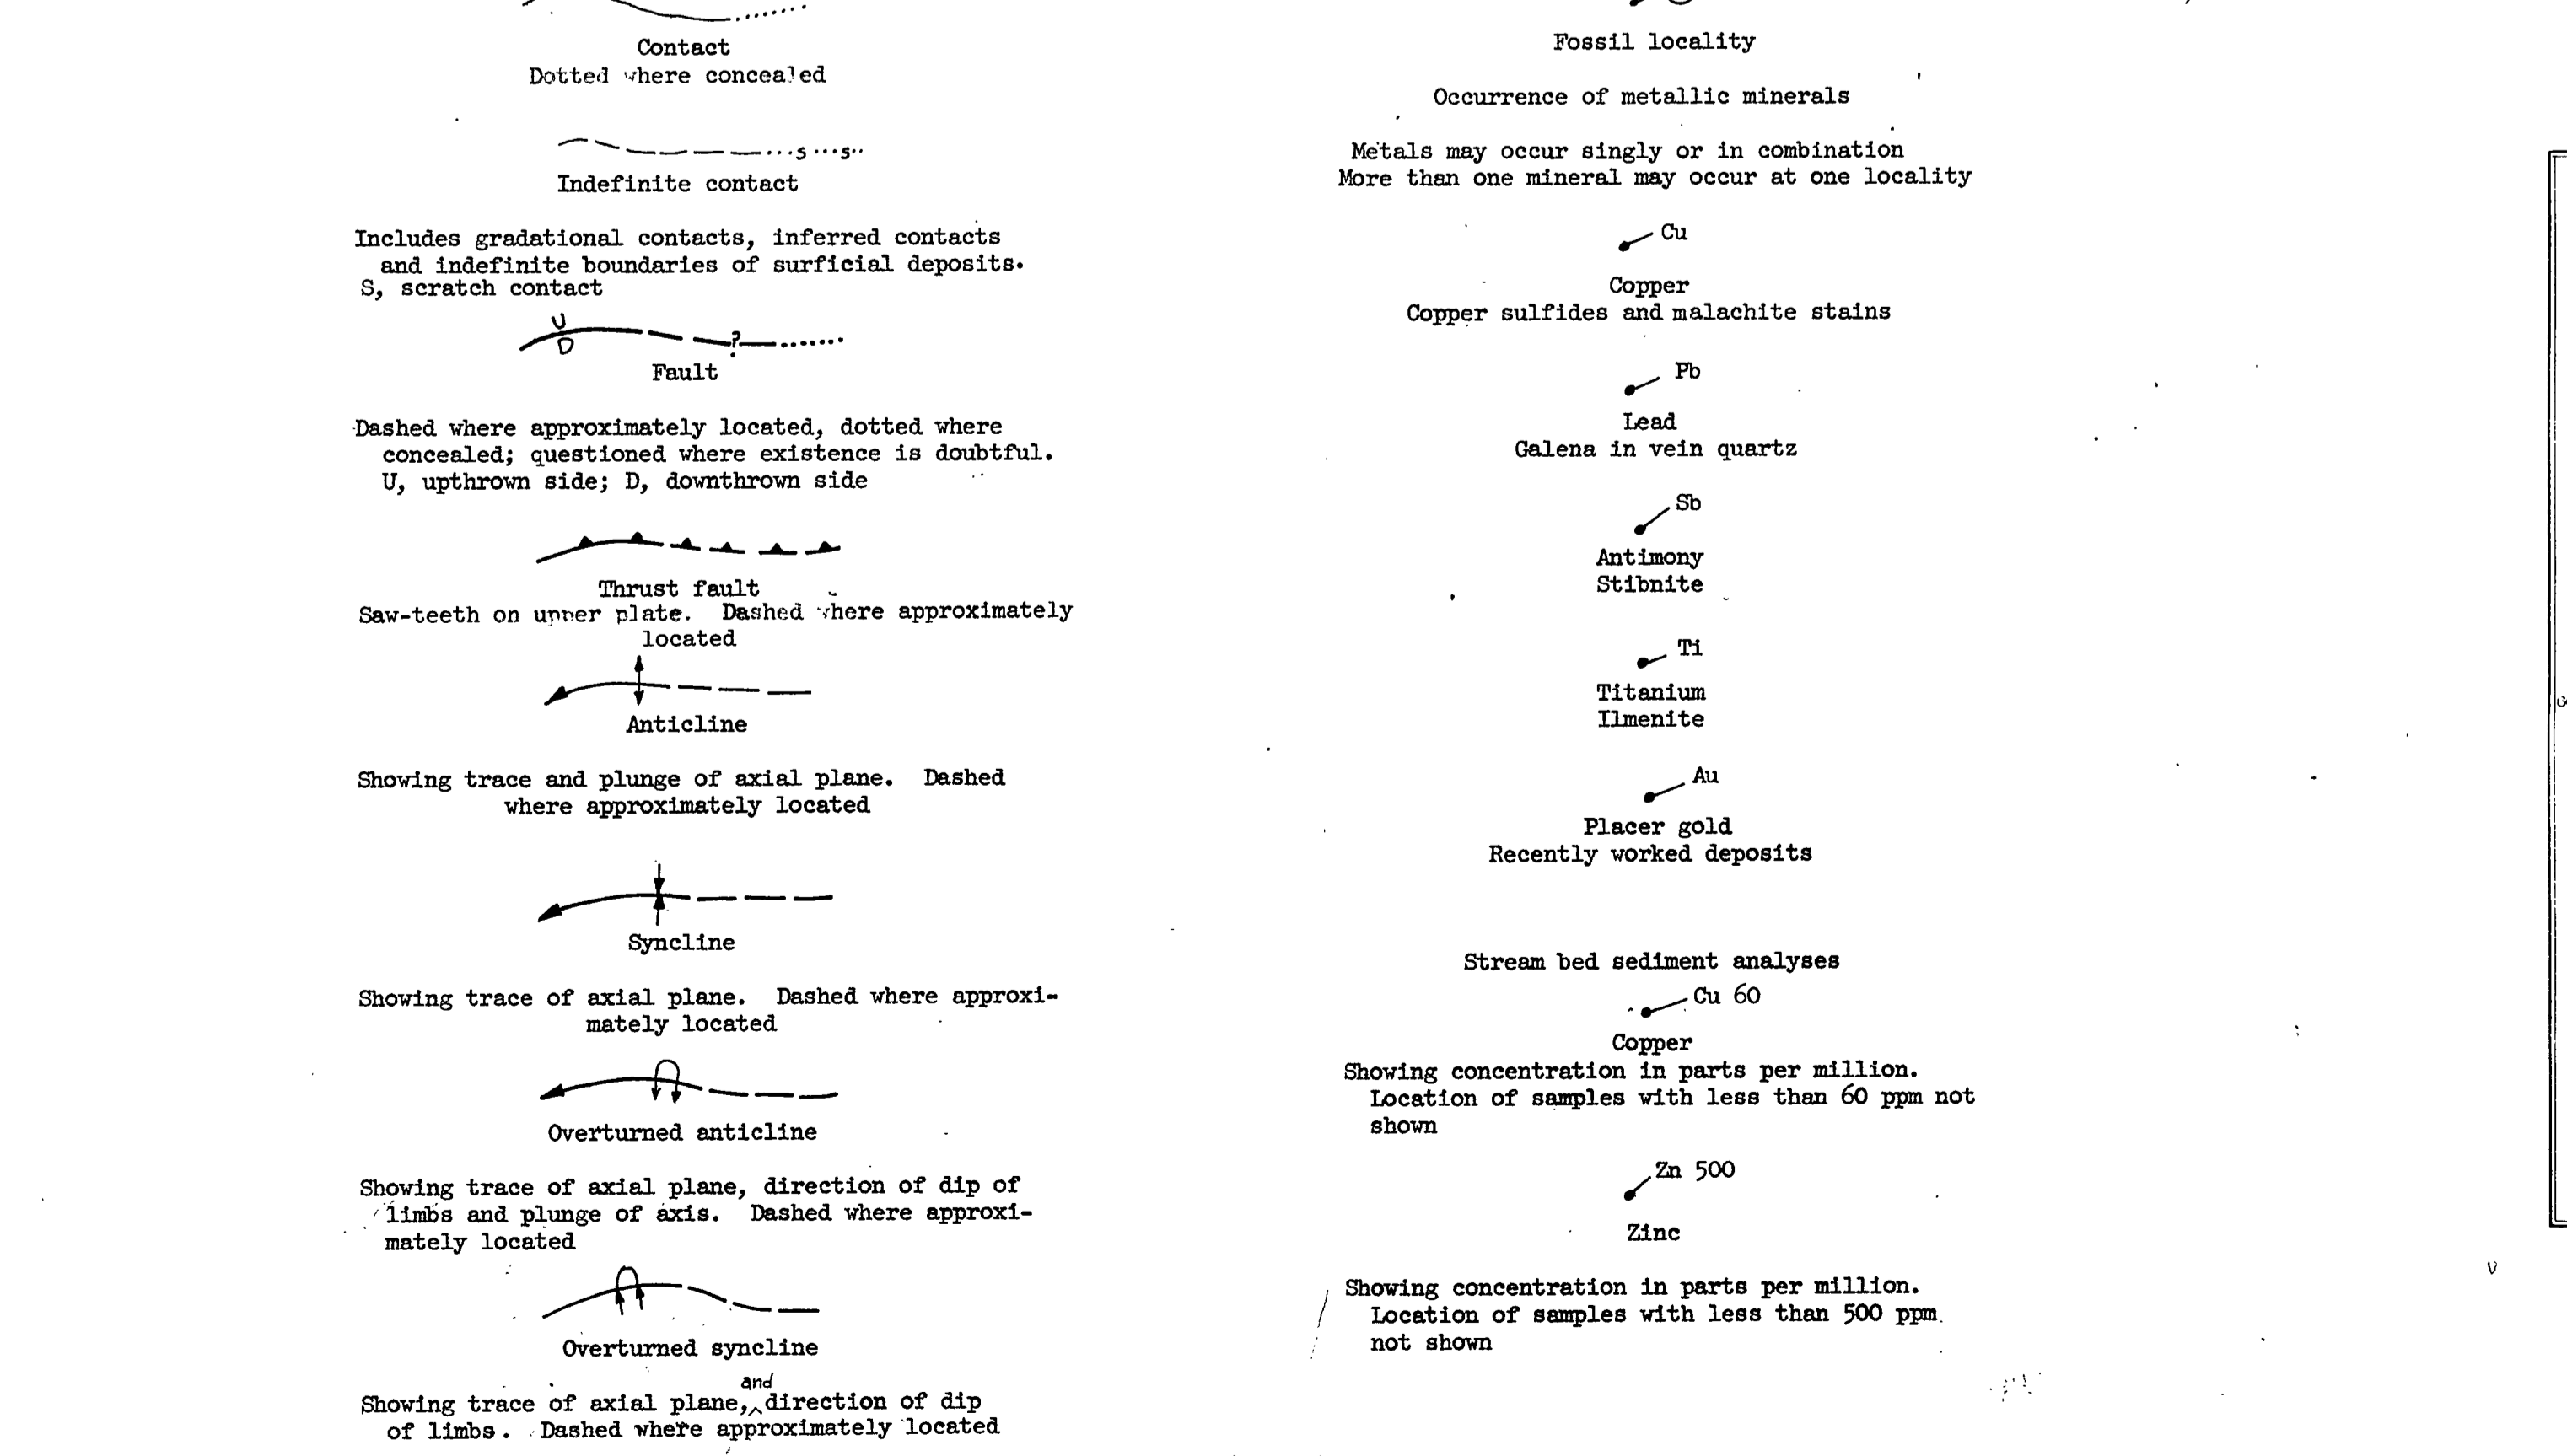 Contact
Dotted where concealed
s s
Indefinite contact
Includes gradational contacts, inferred contacts
and indefinite boundaries of surficial deposits.
S, scratch contact
U
D
?
Fault
Dashed where approximately located, dotted where
concealed; questioned where existence is doubtful.
U, upthrown side; D, downthrown side
Thrust fault
Saw-teeth on upper plate. Dashed where approximately
located
Anticline
Showing trace and plunge of axial plane. Dashed
where approximately located
Syncline
Showing trace of axial plane. Dashed where approxi-
mately located
Overturned anticline
Showing trace of axial plane, direction of dip of
limbs and plunge of axis. Dashed where approxi-
mately located
Overturned syncline
and
Showing trace of axial plane, direction of dip
of limbs. Dashed where approximately located
Fossil locality
Occurrence of metallic minerals
Metals may occur singly or in combination
More than one mineral may occur at one locality
Cu
Copper
Copper sulfides and malachite stains
Pb
Lead
Galena in vein quartz
Sb
Antimony
Stibnite
Ti
Titanium
Ilmenite
Au
Placer gold
Recently worked deposits
Stream bed sediment analyses
Cu 60
Copper
Showing concentration in parts per million.
Location of samples with less than 60 ppm not
shown
Zn 500
Zinc
Showing concentration in parts per million.
Location of samples with less than 500 ppm
not shown